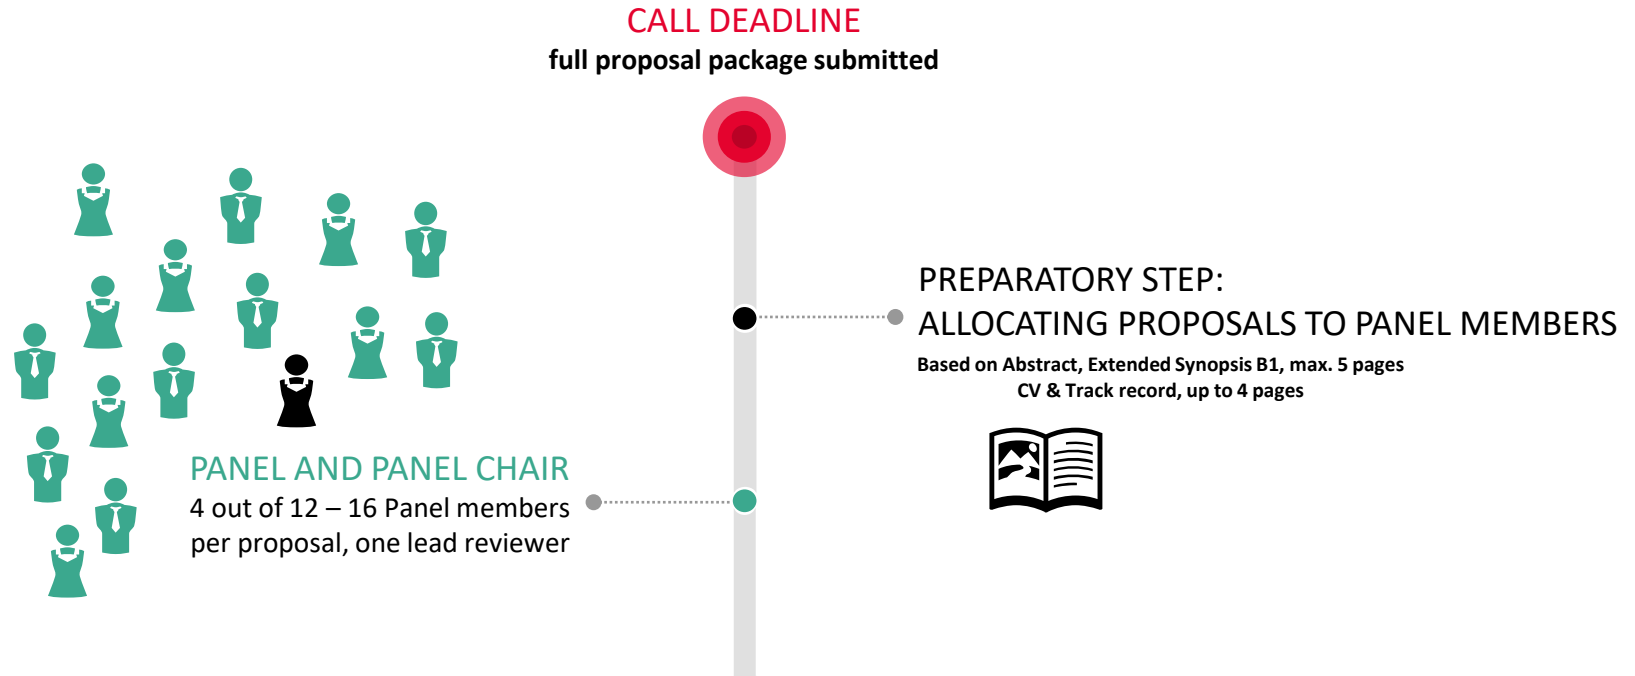 CALL DEADLINE
full proposal package submitted
PREPARATORY STEP:
ALLOCATING PROPOSALS TO PANEL MEMBERS
Based on Abstract, Extended Synopsis B1, max. 5 pages
CV & Track record, up to 4 pages
PANEL AND PANEL CHAIR
4 out of 12 – 16 Panel members
per proposal, one lead reviewer